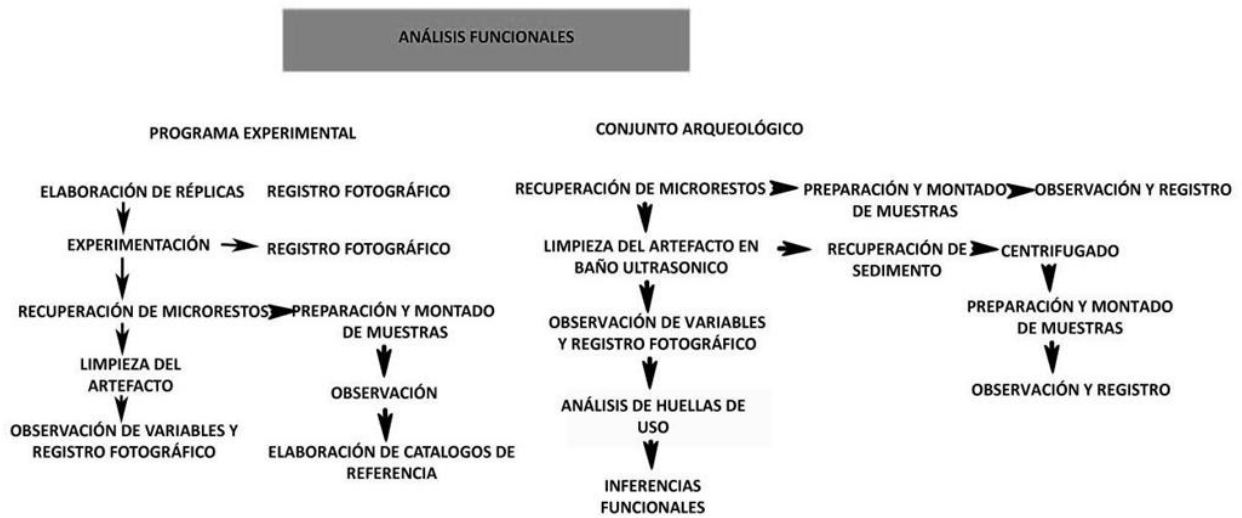 ANÁLISIS FUNCIONALES
PROGRAMA EXPERIMENTAL
ELABORACIÓN DE RÉPLICAS
REGISTRO FOTOGRÁFICO
EXPERIMENTACIÓN
REGISTRO FOTOGRÁFICO
RECUPERACIÓN DE MICRORESTOS
PREPARACIÓN Y MONTADO
DE MUESTRAS
LIMPIEZA DEL
ARTEFACTO
OBSERVACIÓN
OBSERVACIÓN DE VARIABLES Y
REGISTRO FOTOGRÁFICO
ELABORACIÓN DE CATALOGOS DE
REFERENCIA
CONJUNTO ARQUEOLÓGICO
RECUPERACIÓN DE MICRORESTOS
PREPARACIÓN Y MONTADO
DE MUESTRAS
OBSERVACIÓN Y REGISTRO
LIMPIEZA DEL ARTEFACTO EN
BAÑO ULTRASONICO
RECUPERACIÓN DE
SEDIMENTO
CENTRIFUGADO
PREPARACIÓN Y MONTADO
DE MUESTRAS
OBSERVACIÓN Y REGISTRO
OBSERVACIÓN DE VARIABLES
Y REGISTRO FOTOGRÁFICO
ANÁLISIS DE HUELLAS DE
USO
INFERENCIAS
FUNCIONALES